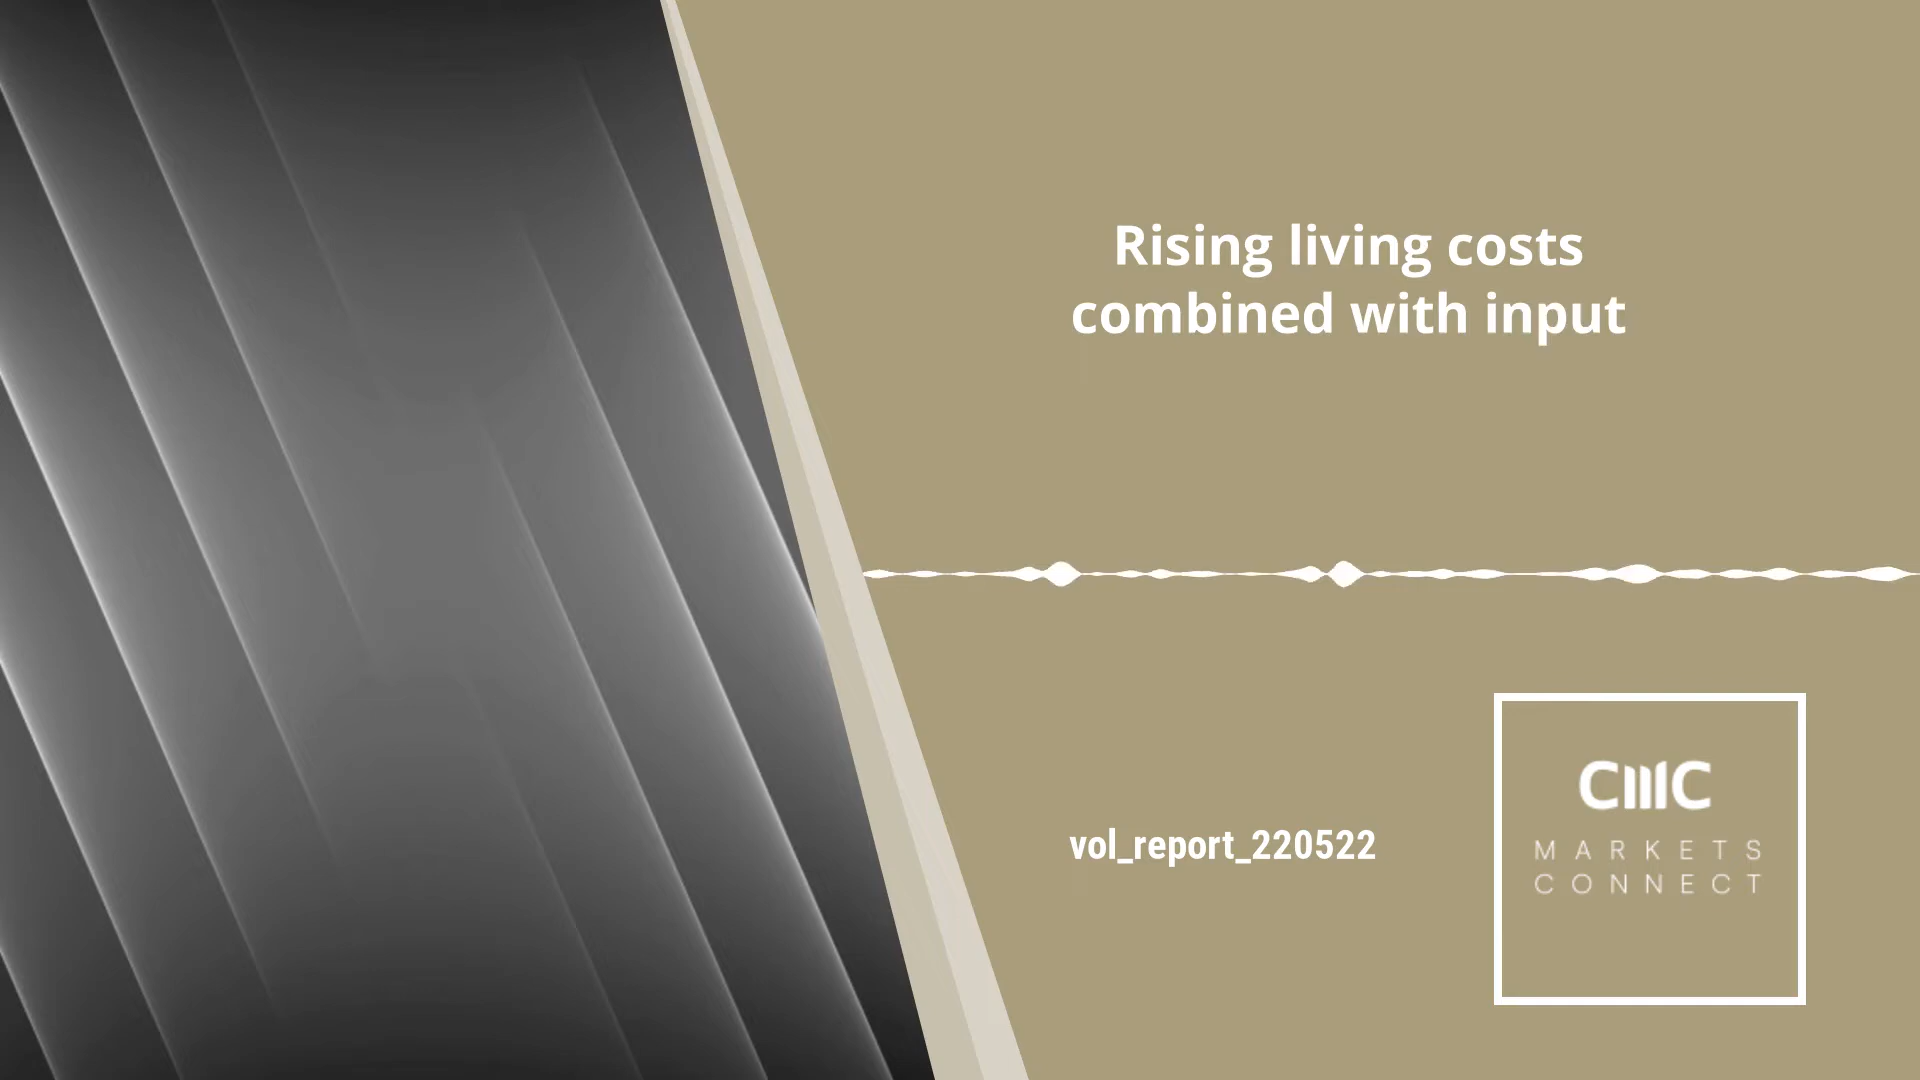 Rising living costs
combined with input
vol_report_220522
CMC
MARKETS
CONNECT